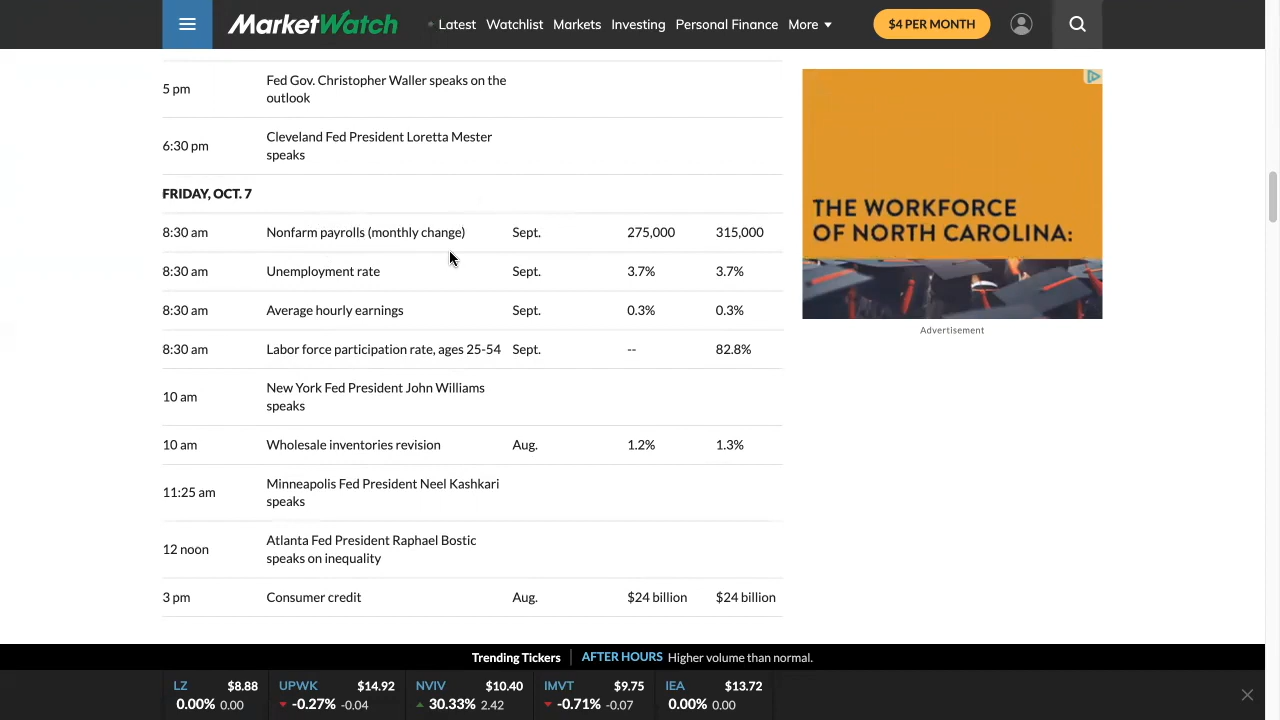 MarketWatch
Latest Watchlist Markets Investing Personal Finance More
$4 PER MONTH
5 pm Fed Gov. Christopher Waller speaks on the
outlook
6:30 pm Cleveland Fed President Loretta Mester
speaks
FRIDAY, OCT. 7
8:30 am Nonfarm payrolls (monthly change) Sept. 275,000 315,000
8:30 am Unemployment rate Sept. 3.7% 3.7%
8:30 am Average hourly earnings Sept. 0.3% 0.3%
8:30 am Labor force participation rate, ages 25-54 Sept. -- 82.8%
10 am New York Fed President John Williams
speaks
10 am Wholesale inventories revision Aug. 1.2% 1.3%
11:25 am Minneapolis Fed President Neel Kashkari
speaks
12 noon Atlanta Fed President Raphael Bostic
speaks on inequality
3 pm Consumer credit Aug. $24 billion $24 billion
THE WORKFORCE
OF NORTH CAROLINA:
Advertisement
Trending Tickers AFTER HOURS Higher volume than normal.
LZ $8.88
0.00% 0.00
UPWK $14.92
-0.27% -0.04
NVIV $10.40
30.33% 2.42
IMVT $9.75
-0.71% -0.07
IEA $13.72
0.00% 0.00